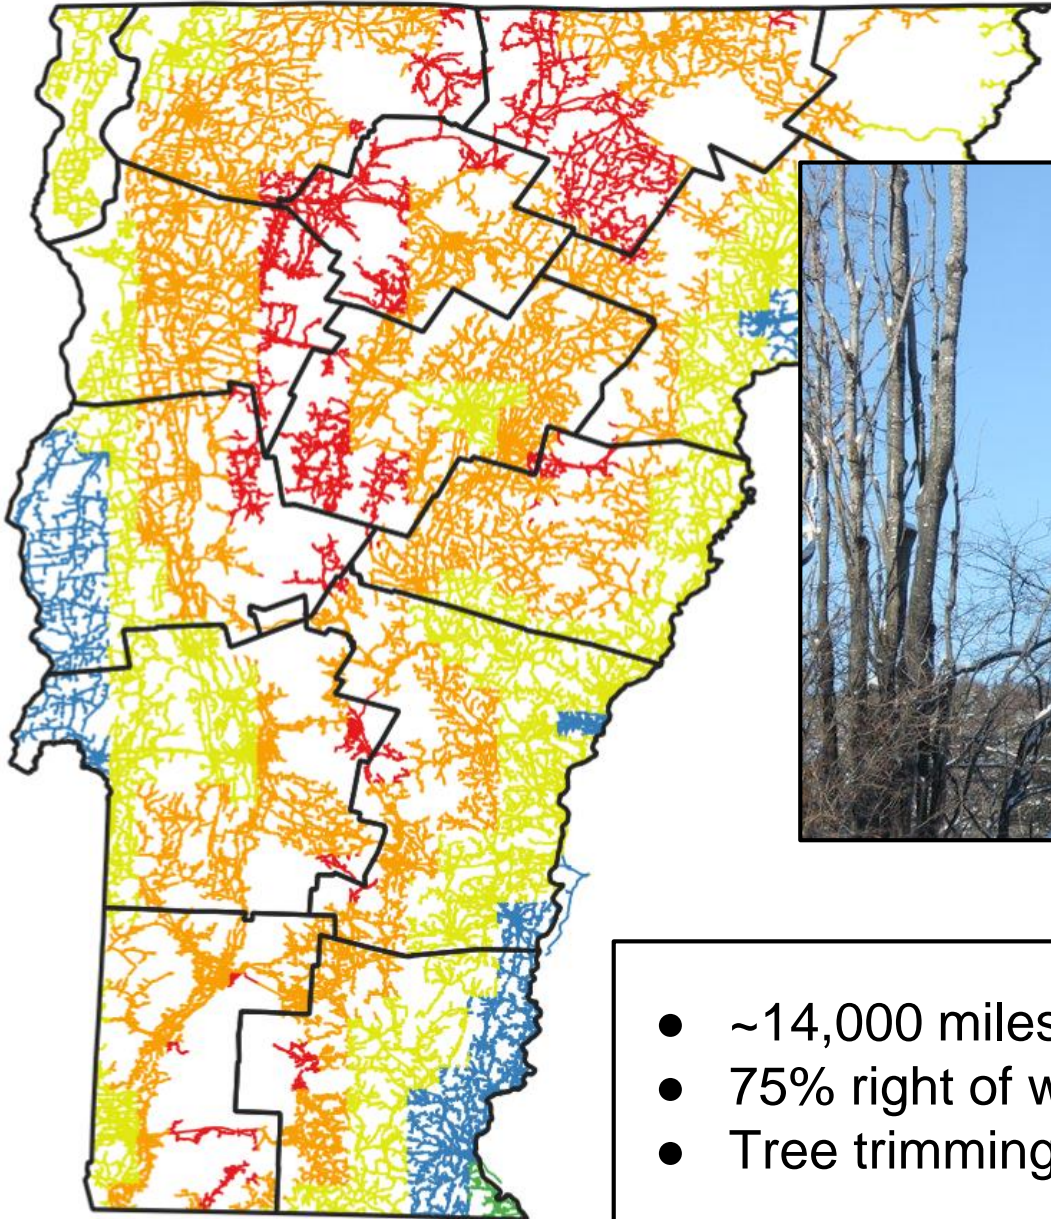 ● ~14,000 miles
● 75% right of w
● Tree trimming